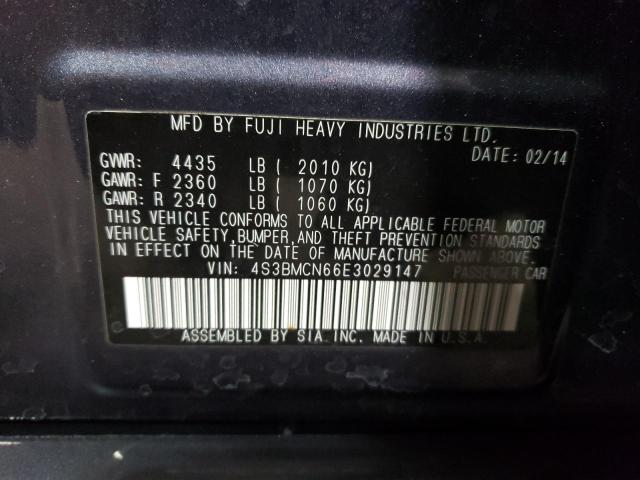 MFD BY FUJI HEAVY INDUSTRIES LTD.
DATE: 02/14
GVWR: 4435 LB ( 2010 KG)
GAWR: F 2360 LB ( 1070 KG)
GAWR: R 2340 LB ( 1060 KG)
THIS VEHICLE CONFORMS TO ALL APPLICABLE FEDERAL MOTOR
VEHICLE SAFETY, BUMPER, AND THEFT PREVENTION STANDARDS
IN EFFECT ON THE DATE OF MANUFACTURE SHOWN ABOVE.
VIN: 4S3BMCN66E3029147 PASSENGER CAR
ASSEMBLED BY SIA, INC. MADE IN U.S.A.